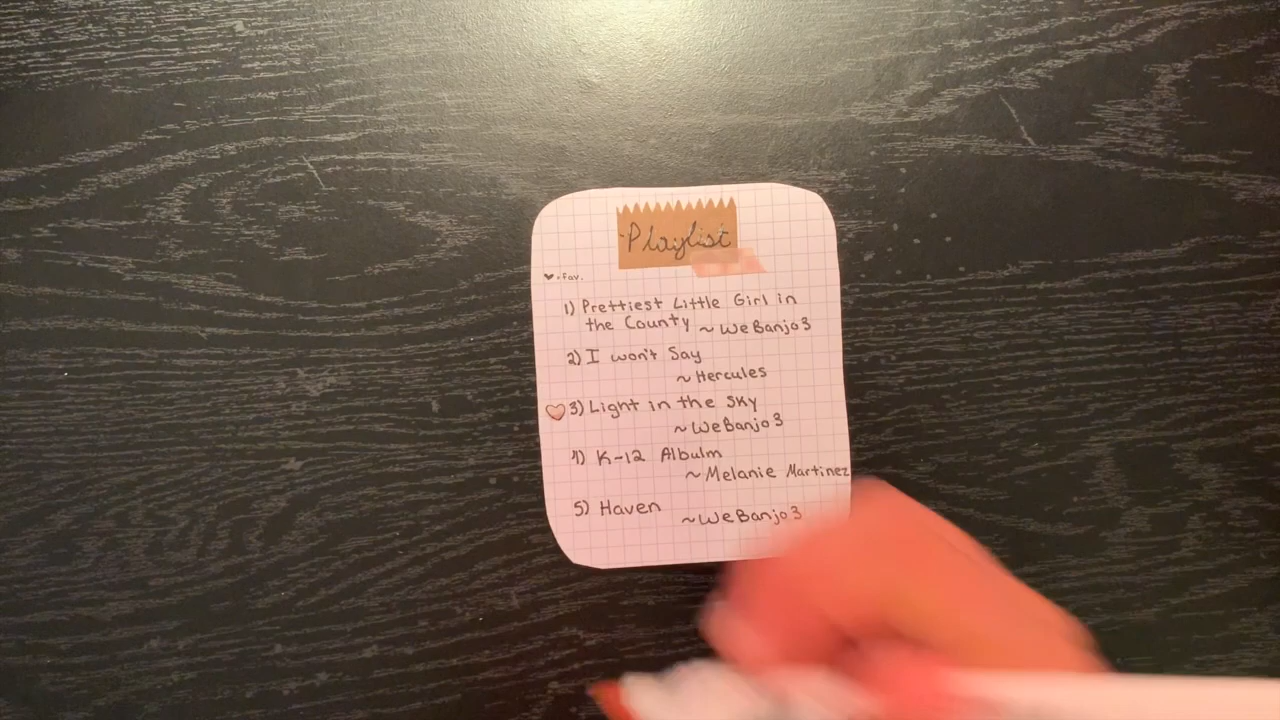 Playlist
❤=Fav.
1) Prettiest Little Girl in
the County ~WeBanjo3
2) I won't Say
~Hercules
3) Light in the Sky
~WeBanjo3
4) K-12 Albulm
~Melanie Martinez
5) Haven ~WeBanjo3